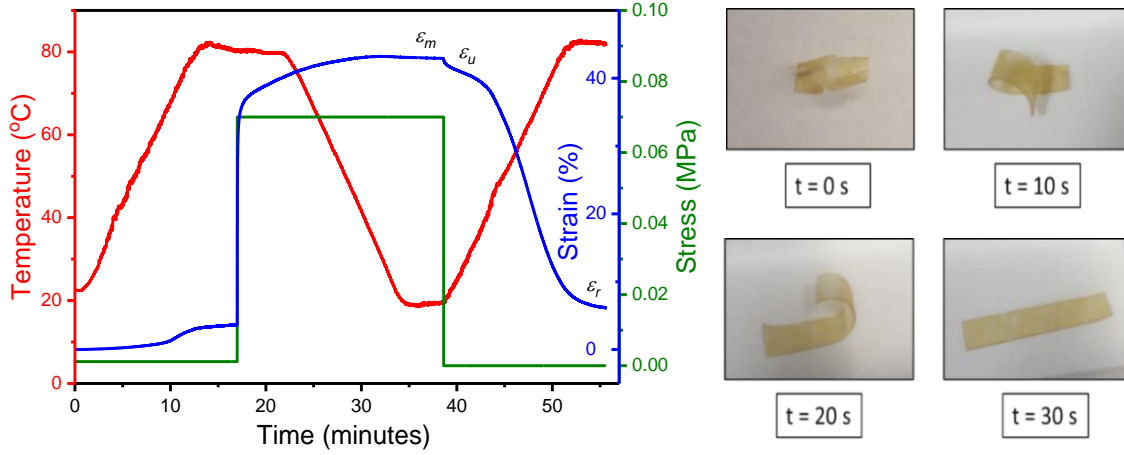 Temperature (°C)
80
60
40
20
0
0
10
20
30
40
50
Time (minutes)
εm
εu
εr
Strain (%)
40
20
0
Stress (MPa)
0.10
0.08
0.06
0.04
0.02
0.00
t = 0 s
t = 10 s
t = 20 s
t = 30 s